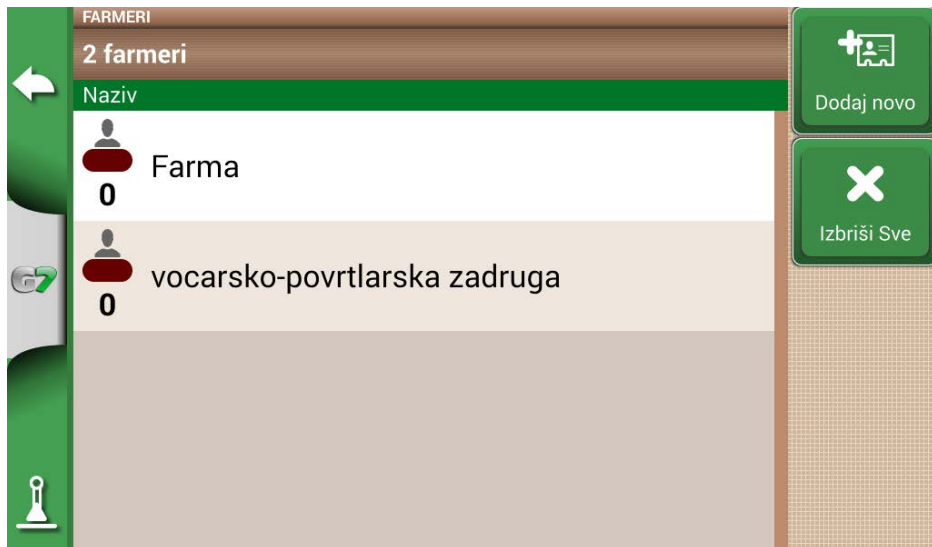 FARMERI
2 farmeri
Naziv
Farma
0
vocarsko-povrtlarska zadruga
0
Dodaj novo
Izbriši Sve
G7